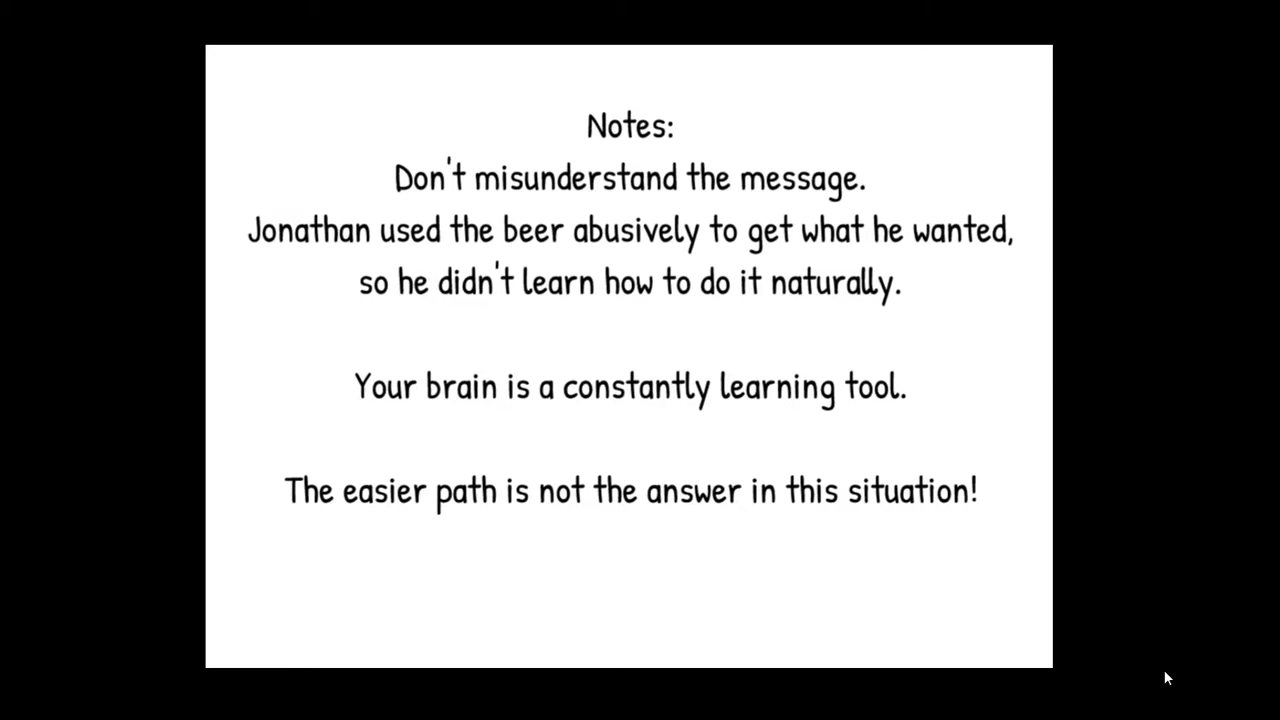 Notes:
Don't misunderstand the message.
Jonathan used the beer abusively to get what he wanted,
so he didn't learn how to do it naturally.
Your brain is a constantly learning tool.
The easier path is not the answer in this situation!